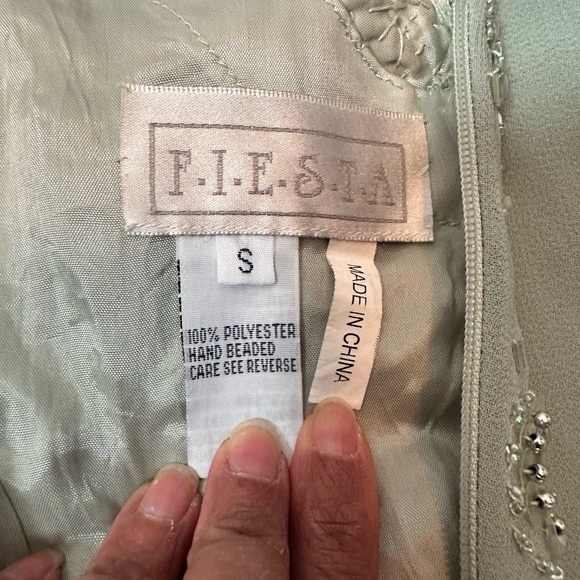 F.I.E.S.T.A
S
100% POLYESTER
HAND BEADED
CARE SEE REVERSE
MADE IN CHINA